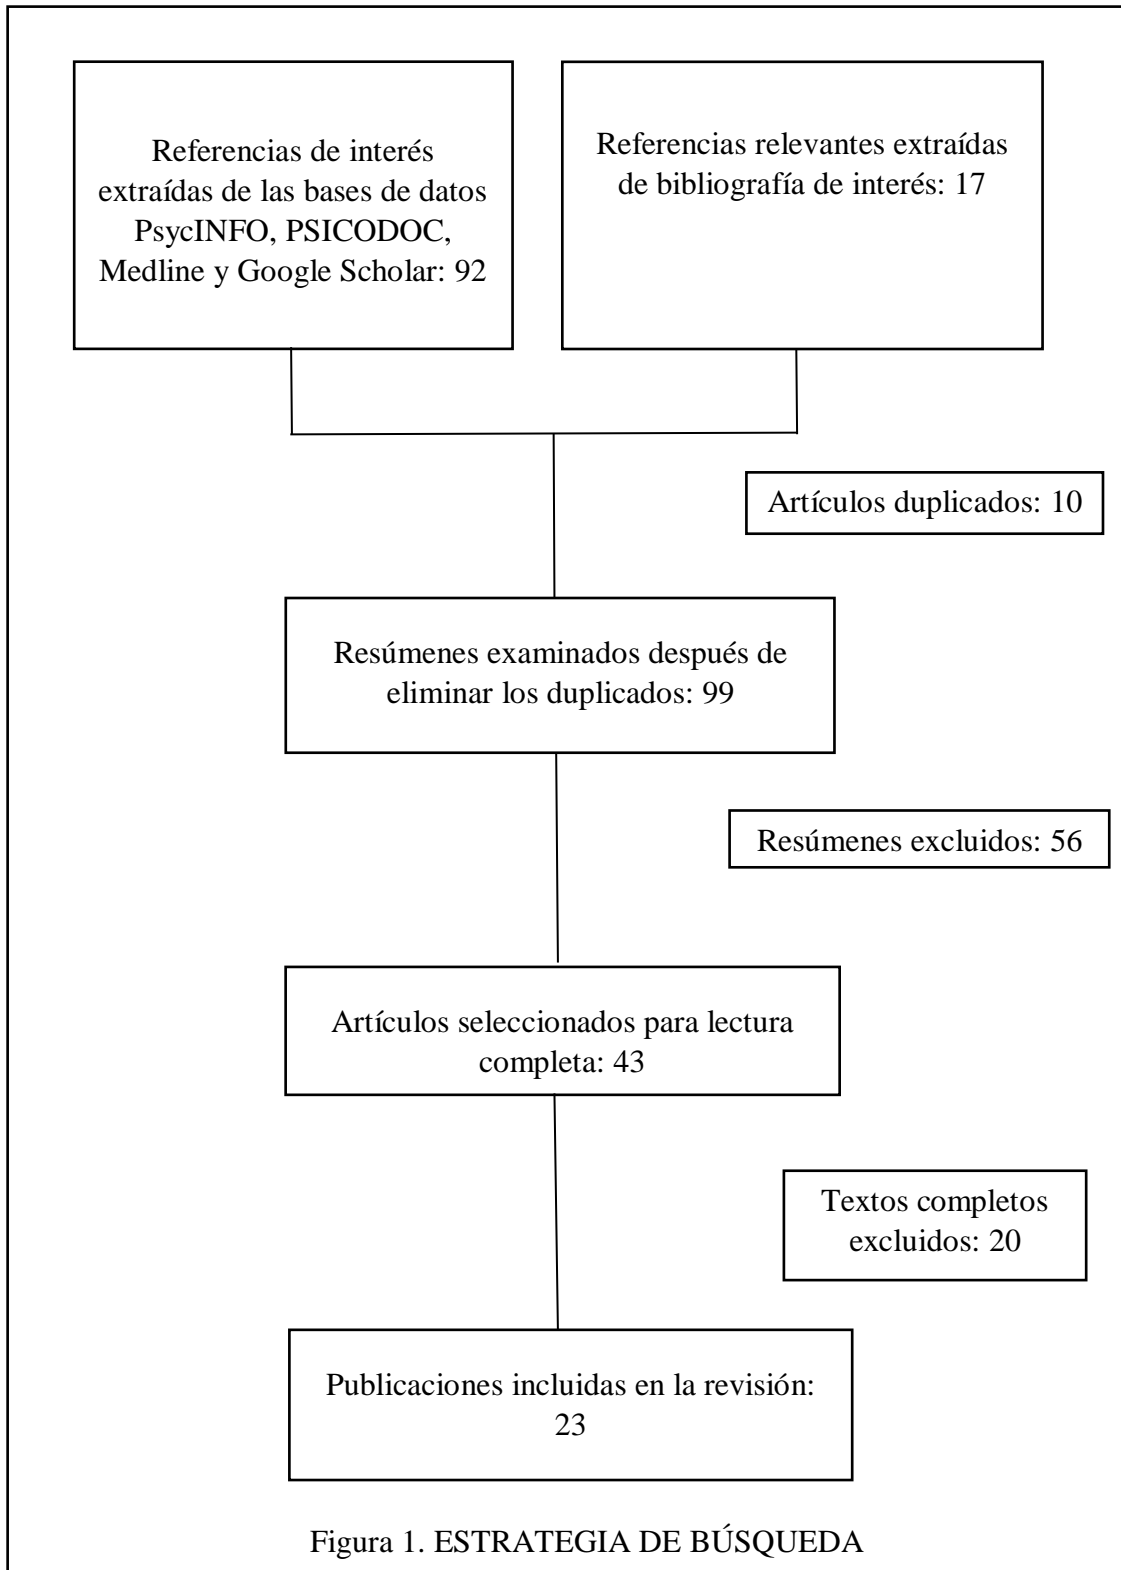 Referencias de interés
extraídas de las bases de datos
PsycINFO, PSICODOC,
Medline y Google Scholar: 92
Referencias relevantes extraídas
de bibliografía de interés: 17
Artículos duplicados: 10
Resúmenes examinados después de
eliminar los duplicados: 99
Resúmenes excluidos: 56
Artículos seleccionados para lectura
completa: 43
Textos completos
excluidos: 20
Publicaciones incluidas en la revisión:
23
Figura 1. ESTRATEGIA DE BÚSQUEDA